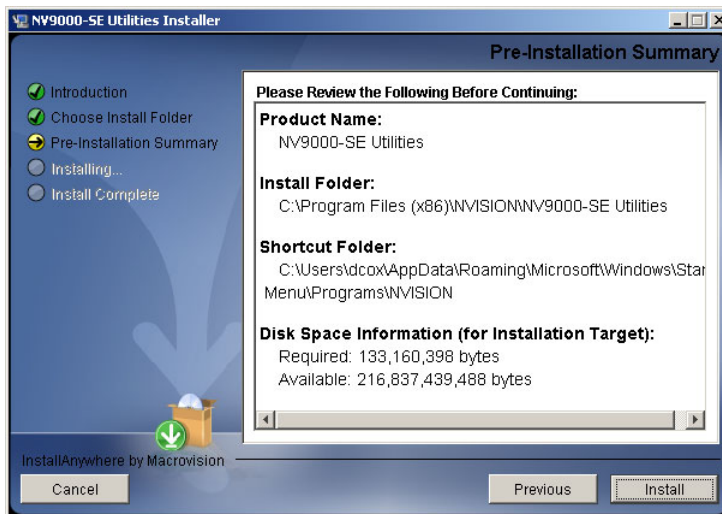 NV9000-SE Utilities Installer
Pre-Installation Summary
Introduction
Choose Install Folder
Pre-Installation Summary
Installing...
Install Complete
Please Review the Following Before Continuing:
Product Name:
NV9000-SE Utilities
Install Folder:
C:\Program Files (x86)\NVISION\NV9000-SE Utilities
Shortcut Folder:
C:\Users\dcox\AppData\Roaming\Microsoft\Windows\Star
Menu\Programs\NVISION
Disk Space Information (for Installation Target):
Required: 133,160,398 bytes
Available: 216,837,439,488 bytes
InstallAnywhere by Macrovision
Cancel
Previous
Install